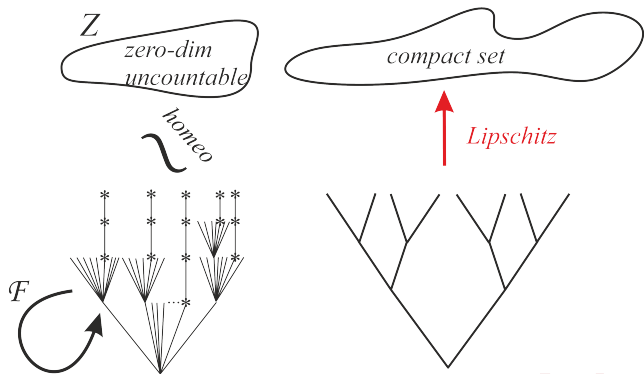 Z
zero-dim
uncountable
compact set
homeo
Lipschitz
* * * * *
* * * * *
* * * * *
*
F